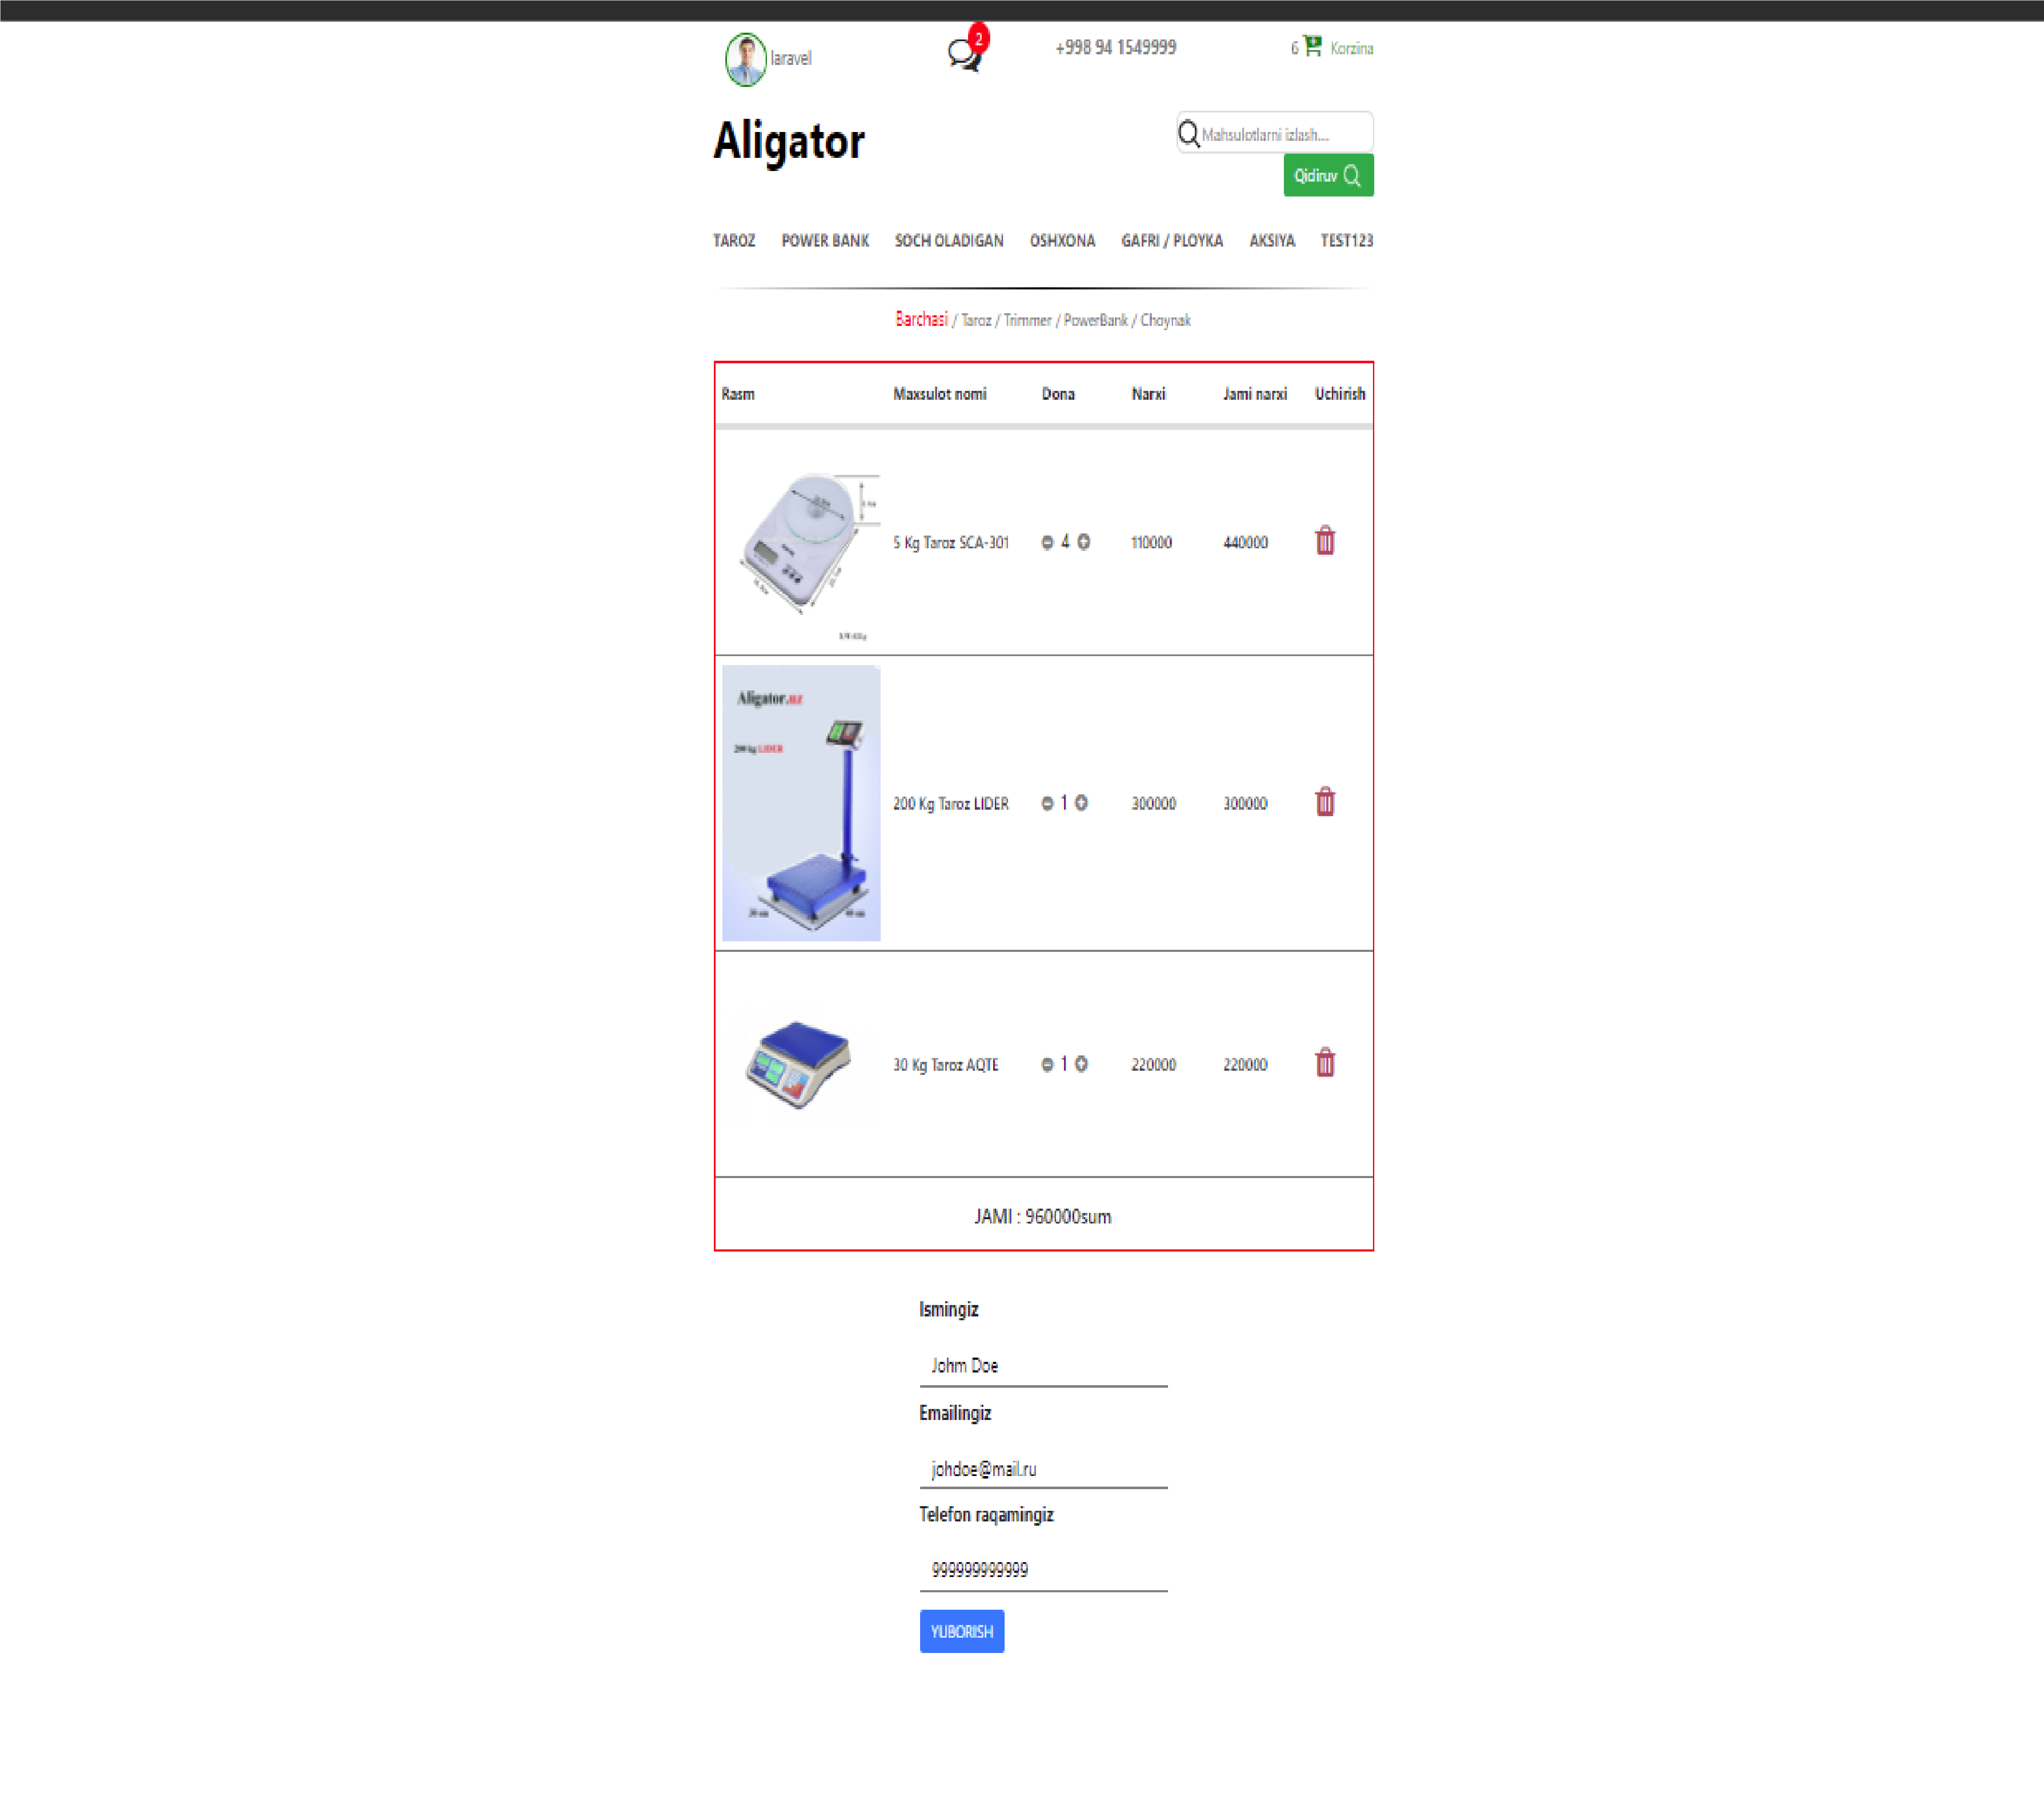 laravel
2
+998 94 1549999
6 Korzina
Aligator
Mahsulotlarni izlash...
Qidiruv
TAROZ POWER BANK SOCH OLADIGAN OSHXONA GAFRI / PLOYKA AKSIYA TEST123
Barchasi / Taroz / Trimmer / PowerBank / Choynak
Rasm Maxsulot nomi Dona Narxi Jami narxi Uchirish
5 Kg Taroz SCA-301 4 110000 440000
Aligator.uz
200 kg LIDER
200 Kg Taroz LIDER 1 300000 300000
30 Kg Taroz AQTE 1 220000 220000
JAMI : 960000sum
Ismingiz
Johm Doe
Emailingiz
johdoe@mail.ru
Telefon raqamingiz
999999999999
YUBORISH